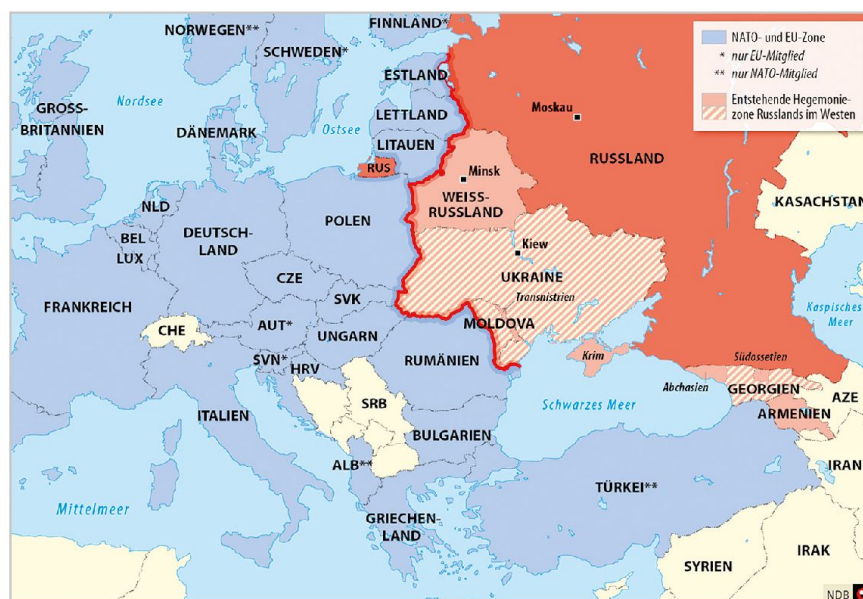 NORWEGEN**
FINNLAND*
SCHWEDEN*
NATO- und EU-Zone
* nur EU-Mitglied
** nur NATO-Mitglied
Entstehende Hegemonie-
zone Russlands im Westen
ESTLAND
Nordsee
Moskau
GROSS-
BRITANNIEN
LETTLAND
DÄNEMARK
Ostsee
LITAUEN
RUSSLAND
RUS
Minsk
WEISS-
RUSSLAND
KASACHSTAN
NLD
POLEN
DEUTSCH-
LAND
BEL
LUX
Kiew
UKRAINE
CZE
Transnistrien
SVK
FRANKREICH
Kaspisches
Meer
CHE
AUT*
MOLDOVA
UNGARN
SVN*
HRV
RUMÄNIEN
Krim
Südossetien
Abchasien
GEORGIEN
AZE
SRB
Schwarzes Meer
ARMENIEN
ITALIEN
BULGARIEN
ALB**
IRAN
TÜRKEI**
Mittelmeer
GRIECHEN-
LAND
SYRIEN
IRAK
NDB